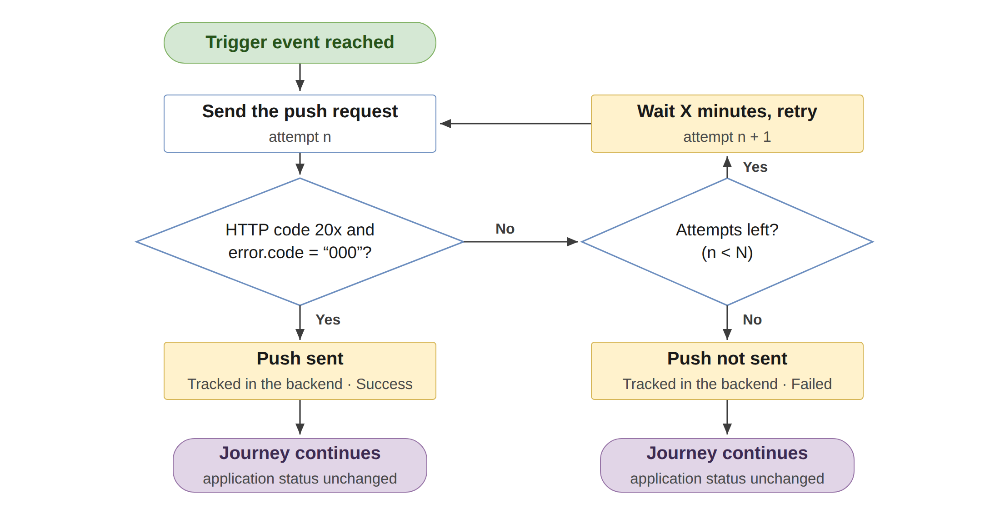 Trigger event reached
Send the push request
attempt n
Wait X minutes, retry
attempt n + 1
Yes
HTTP code 20x and
error.code = “000”?
No
Attempts left?
(n < N)
Yes
No
Push sent
Tracked in the backend · Success
Push not sent
Tracked in the backend · Failed
Journey continues
application status unchanged
Journey continues
application status unchanged